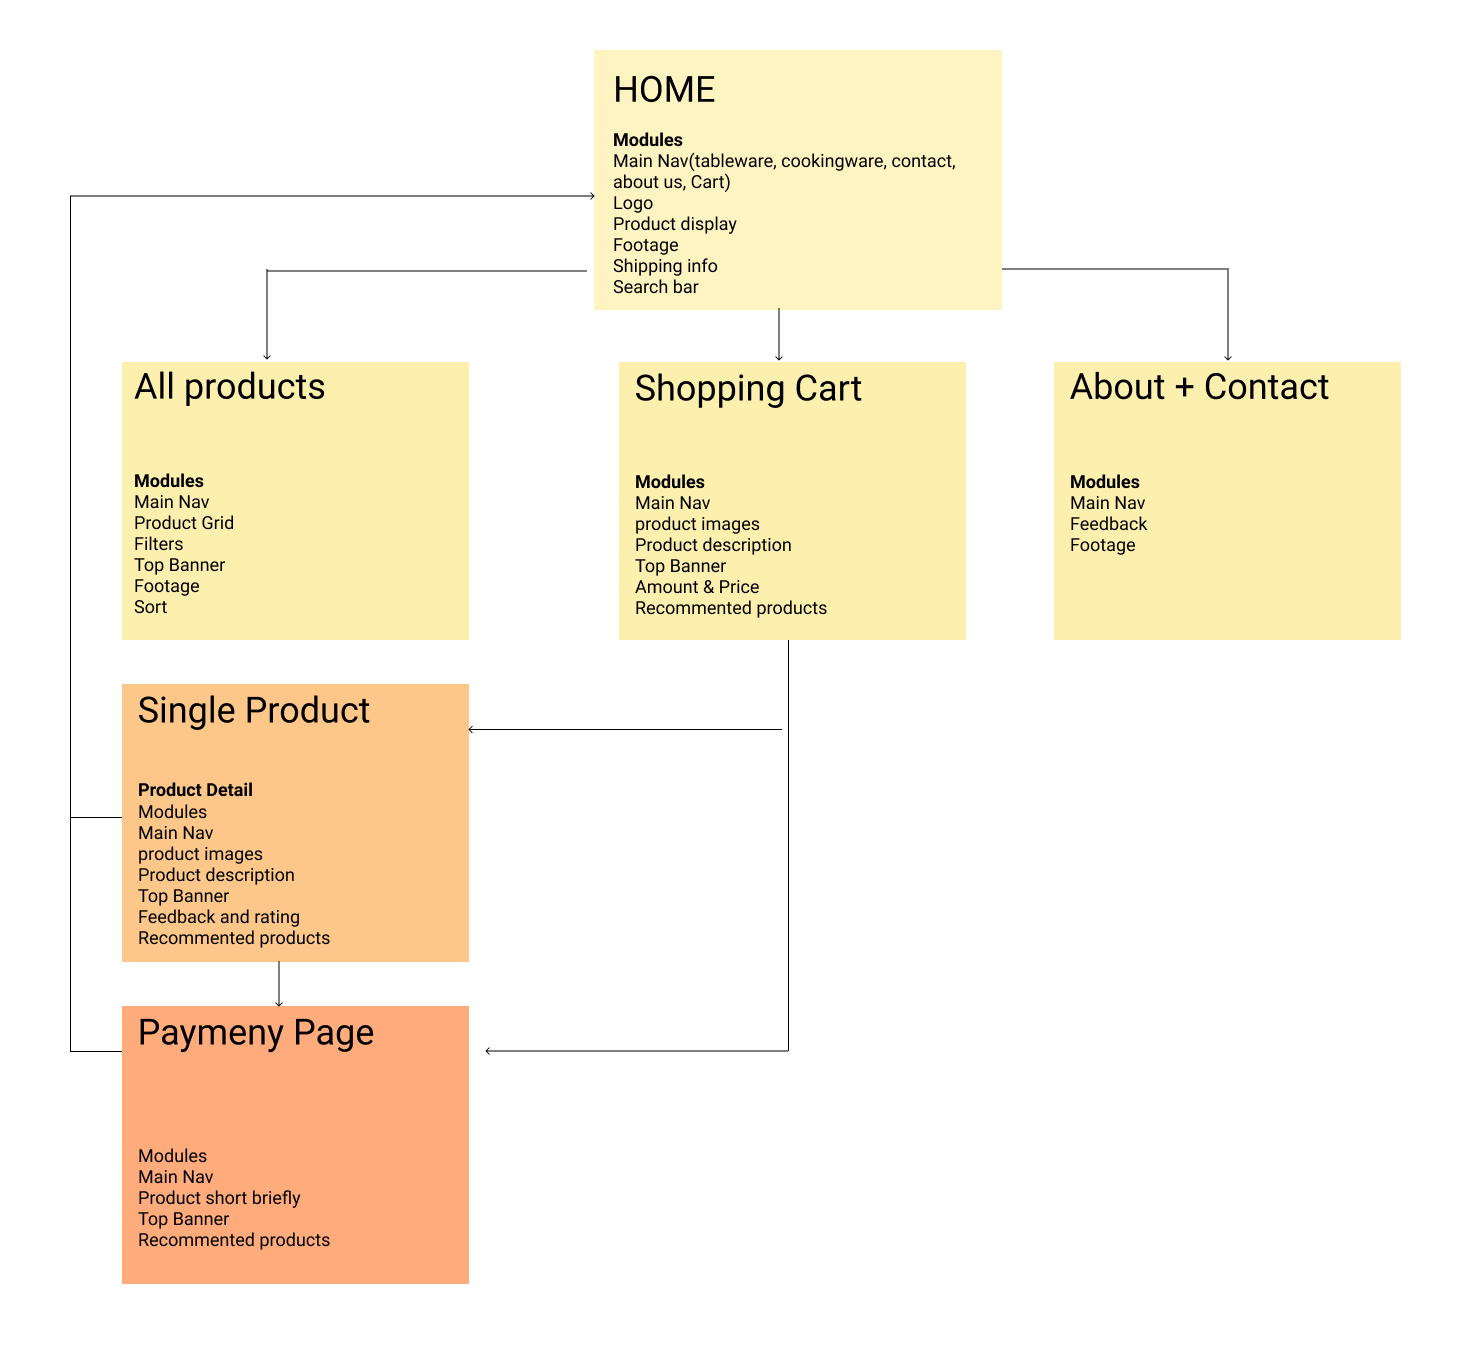 HOME
Modules
Main Nav(tableware, cookingware, contact,
about us, Cart)
Logo
Product display
Footage
Shipping info
Search bar
All products
Modules
Main Nav
Product Grid
Filters
Top Banner
Footage
Sort
Shopping Cart
Modules
Main Nav
product images
Product description
Top Banner
Amount & Price
Recommented products
About + Contact
Modules
Main Nav
Feedback
Footage
Single Product
Product Detail
Modules
Main Nav
product images
Product description
Top Banner
Feedback and rating
Recommented products
Paymeny Page
Modules
Main Nav
Product short briefly
Top Banner
Recommented products